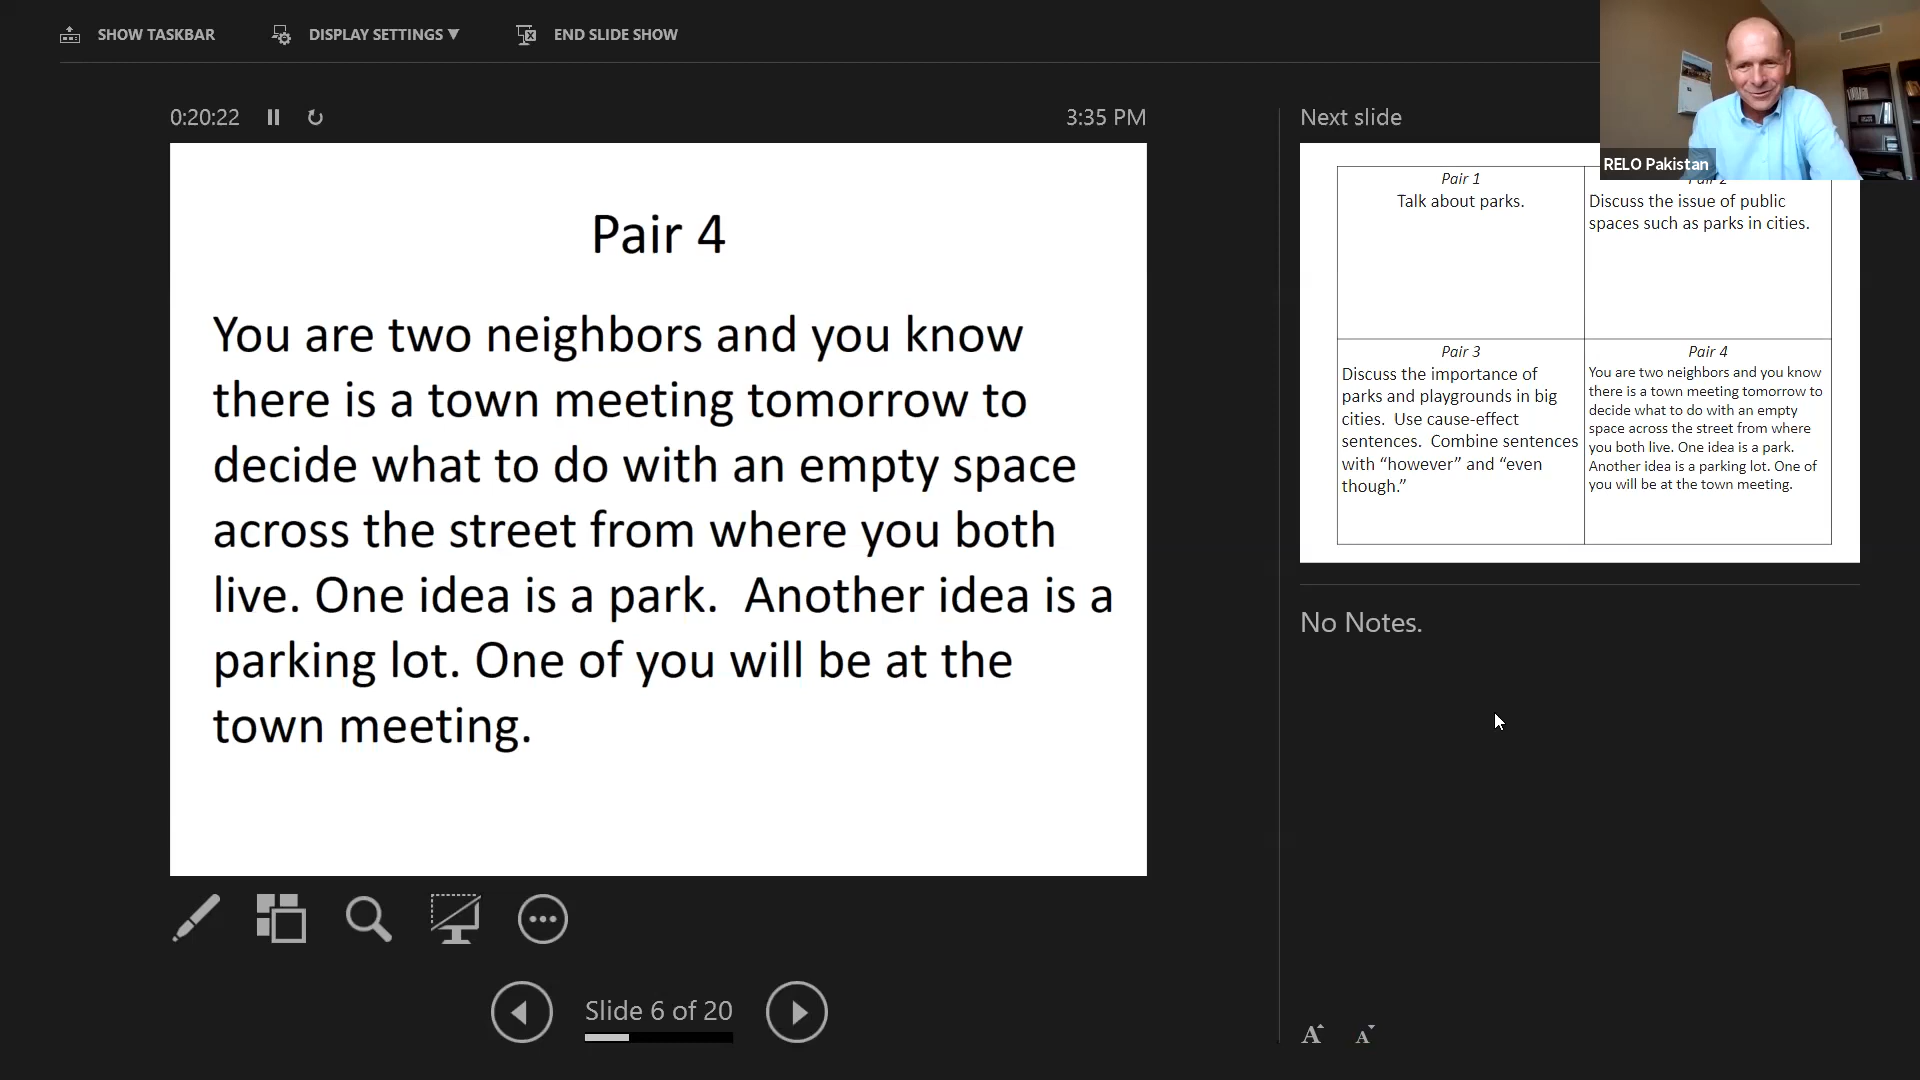 SHOW TASKBAR
DISPLAY SETTINGS ▼
END SLIDE SHOW
0:20:22
3:35 PM
Pair 4
You are two neighbors and you know
there is a town meeting tomorrow to
decide what to do with an empty space
across the street from where you both
live. One idea is a park. Another idea is a
parking lot. One of you will be at the
town meeting.
Slide 6 of 20
Next slide
RELO Pakistan
Pair 1
Talk about parks.
Pair 2
Discuss the issue of public
spaces such as parks in cities.
Pair 3
Discuss the importance of
parks and playgrounds in big
cities. Use cause-effect
sentences. Combine sentences
with “however” and “even
though.”
Pair 4
You are two neighbors and you know
there is a town meeting tomorrow to
decide what to do with an empty
space across the street from where
you both live. One idea is a park.
Another idea is a parking lot. One of
you will be at the town meeting.
No Notes.
A A